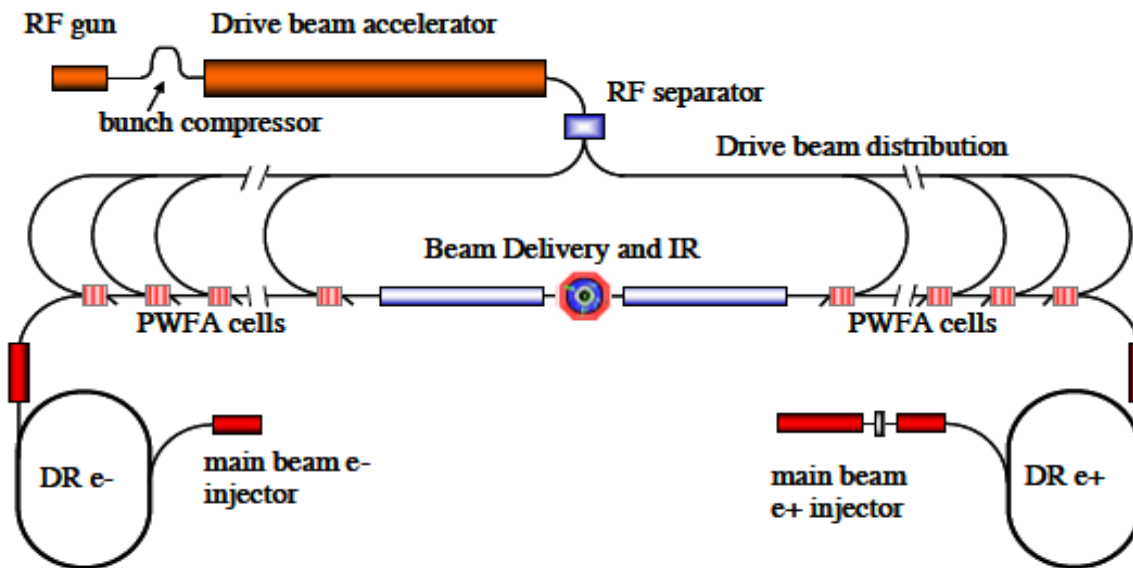 RF gun
Drive beam accelerator
bunch compressor
RF separator
Drive beam distribution
Beam Delivery and IR
PWFA cells
PWFA cells
DR e-
main beam e-
injector
main beam
e+ injector
DR e+